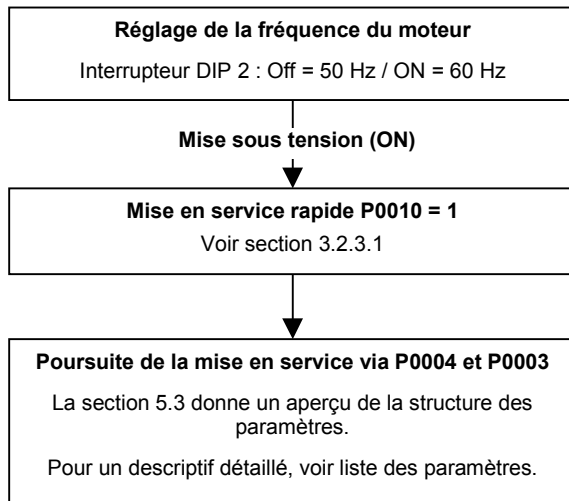 Réglage de la fréquence du moteur
Interrupteur DIP 2 : Off = 50 Hz / ON = 60 Hz
Mise sous tension (ON)
Mise en service rapide P0010 = 1
Voir section 3.2.3.1
Poursuite de la mise en service via P0004 et P0003
La section 5.3 donne un aperçu de la structure des
paramètres.
Pour un descriptif détaillé, voir liste des paramètres.